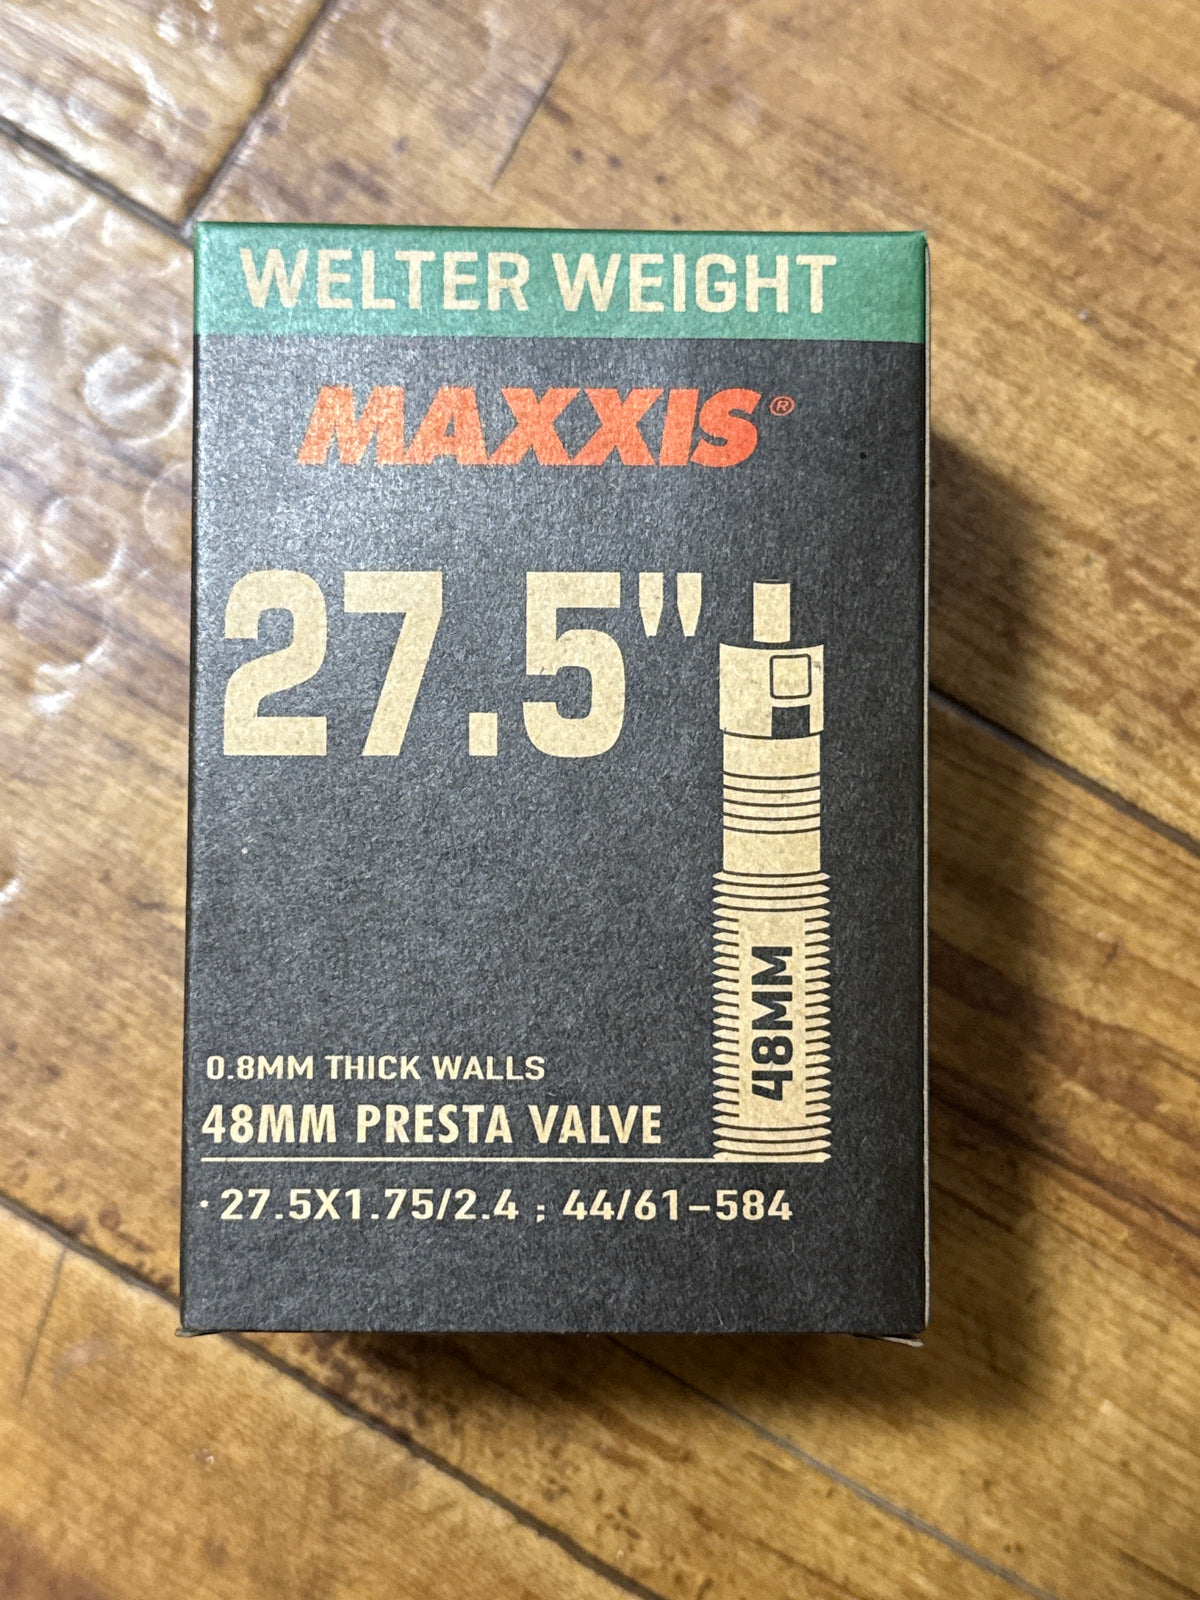 WELTER WEIGHT
MAXXIS®
27.5"
48MM
0.8MM THICK WALLS
48MM PRESTA VALVE
·27.5X1.75/2.4 ; 44/61-584